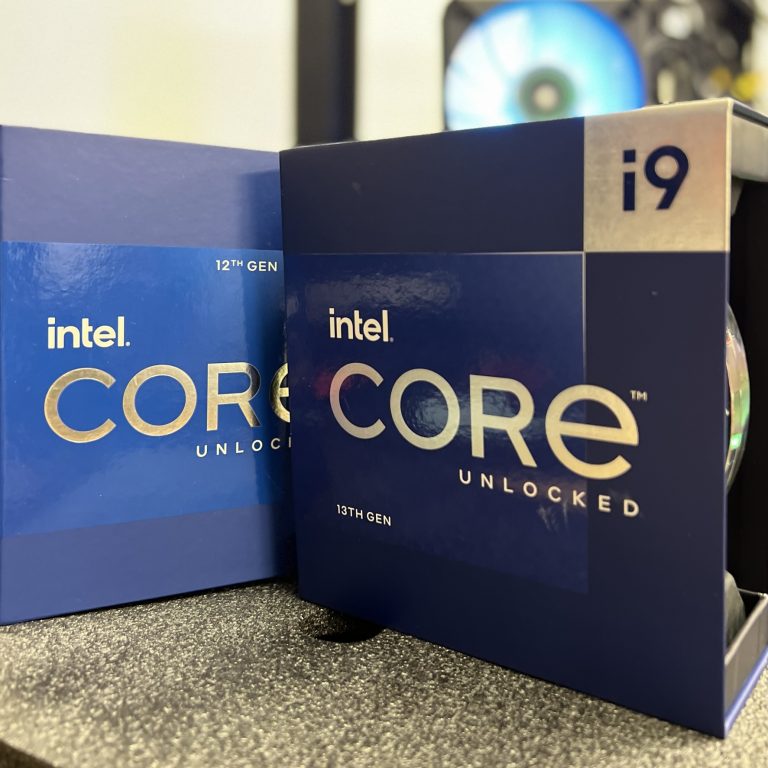 12TH GEN
intel.
CORe
UNLOCK
i9
intel.
CORe™
UNLOCKED
13TH GEN